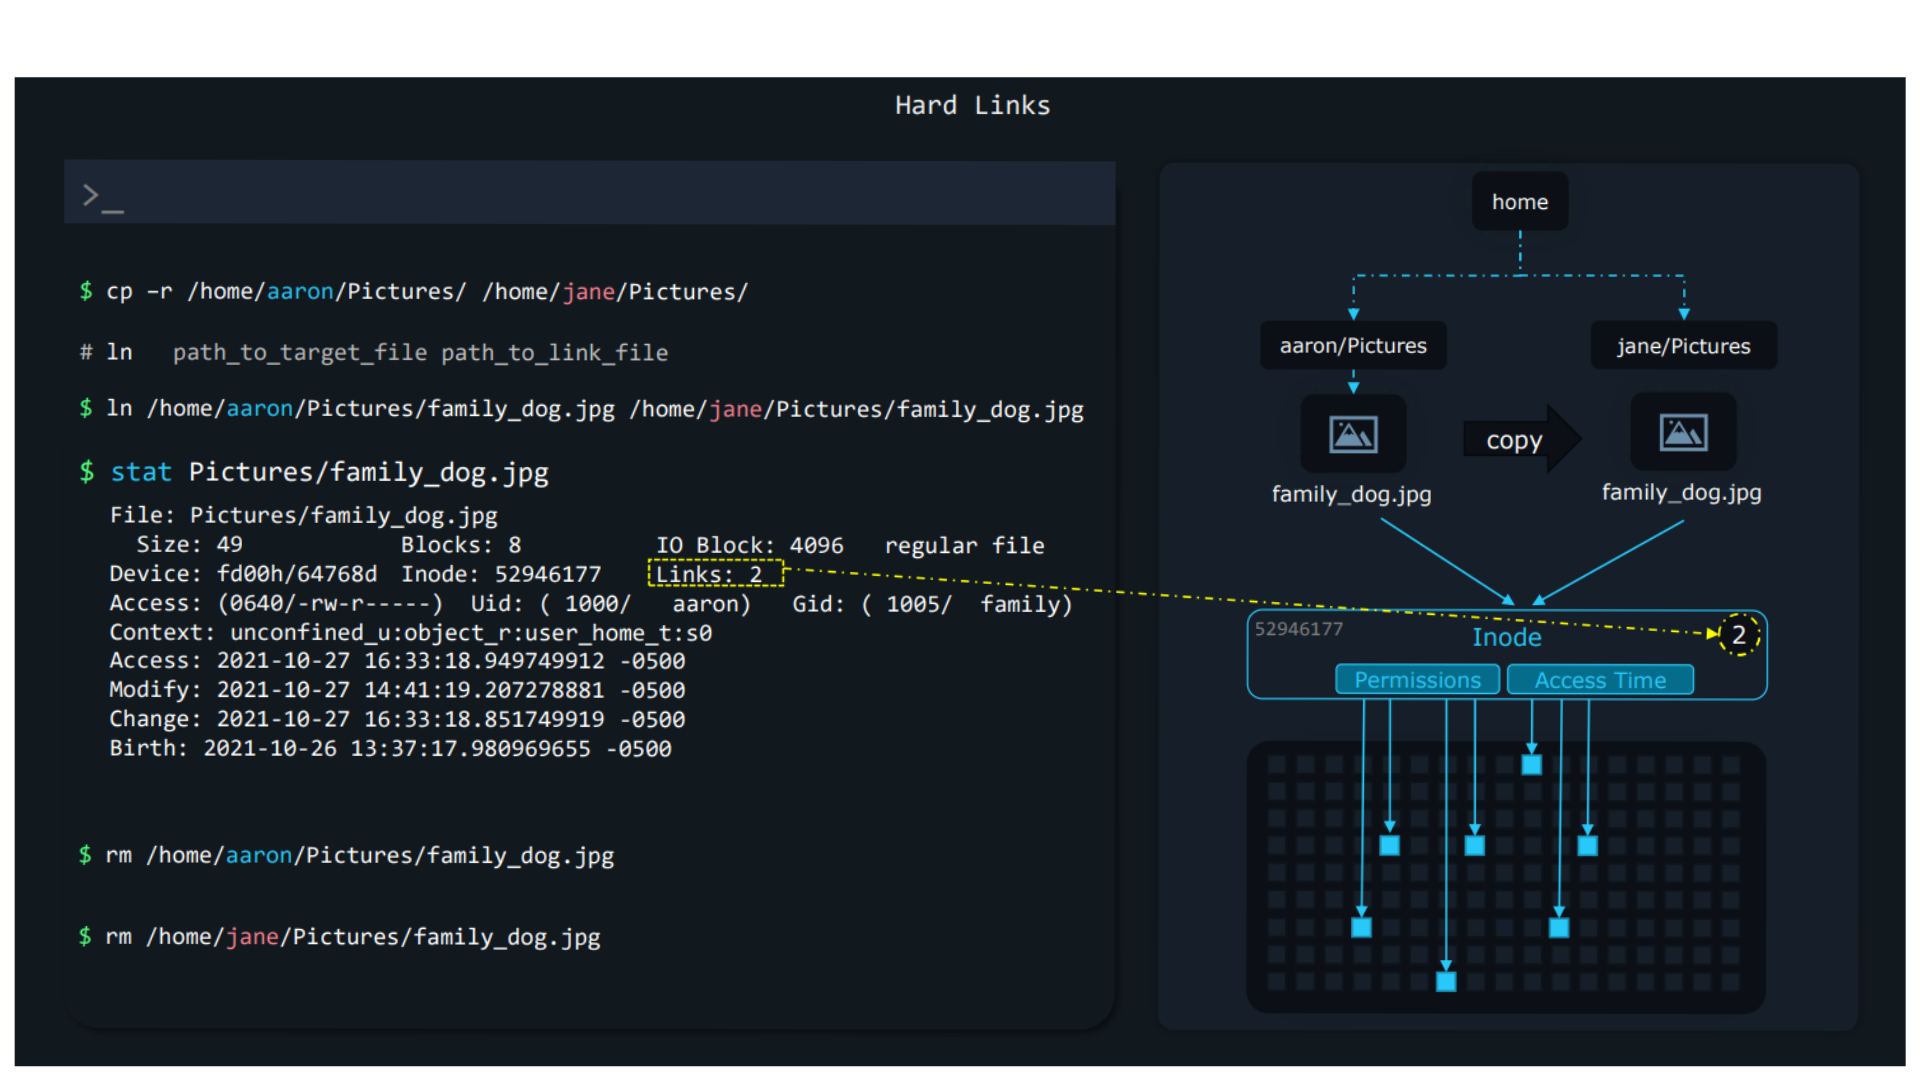 Hard Links
>_
$ cp –r /home/aaron/Pictures/ /home/jane/Pictures/
# ln path_to_target_file path_to_link_file
$ ln /home/aaron/Pictures/family_dog.jpg /home/jane/Pictures/family_dog.jpg
$ stat Pictures/family_dog.jpg
File: Pictures/family_dog.jpg
Size: 49 Blocks: 8 IO Block: 4096 regular file
Device: fd00h/64768d Inode: 52946177 Links: 2
Access: (0640/-rw-r-----) Uid: ( 1000/ aaron) Gid: ( 1005/ family)
Context: unconfined_u:object_r:user_home_t:s0
Access: 2021-10-27 16:33:18.949749912 -0500
Modify: 2021-10-27 14:41:19.207278881 -0500
Change: 2021-10-27 16:33:18.851749919 -0500
Birth: 2021-10-26 13:37:17.980969655 -0500
$ rm /home/aaron/Pictures/family_dog.jpg
$ rm /home/jane/Pictures/family_dog.jpg
home
aaron/Pictures
jane/Pictures
copy
family_dog.jpg
family_dog.jpg
52946177
Inode
2
Permissions
Access Time